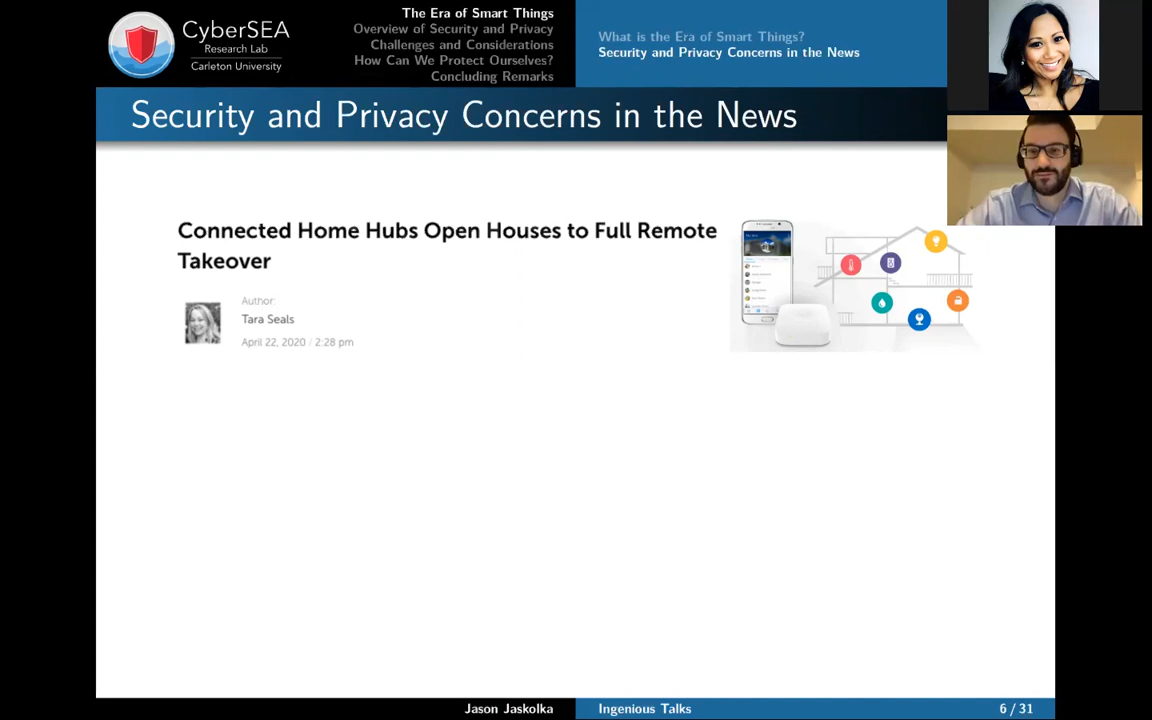 CyberSEA
Research Lab
Carleton University
The Era of Smart Things
Overview of Security and Privacy
Challenges and Considerations
How Can We Protect Ourselves?
Concluding Remarks
What is the Era of Smart Things?
Security and Privacy Concerns in the News
Security and Privacy Concerns in the News
Connected Home Hubs Open Houses to Full Remote
Takeover
Author:
Tara Seals
April 22, 2020 / 2:28 pm
Jason Jaskolka
Ingenious Talks
6 / 31